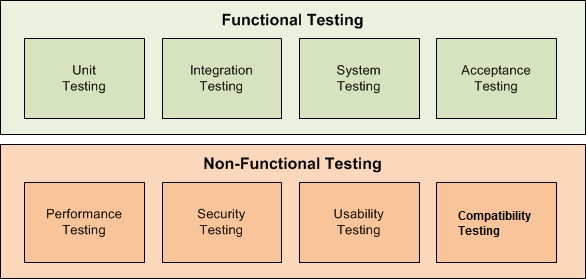 Functional Testing
Unit
Testing
Integration
Testing
System
Testing
Acceptance
Testing
Non-Functional Testing
Performance
Testing
Security
Testing
Usability
Testing
Compatibility
Testing